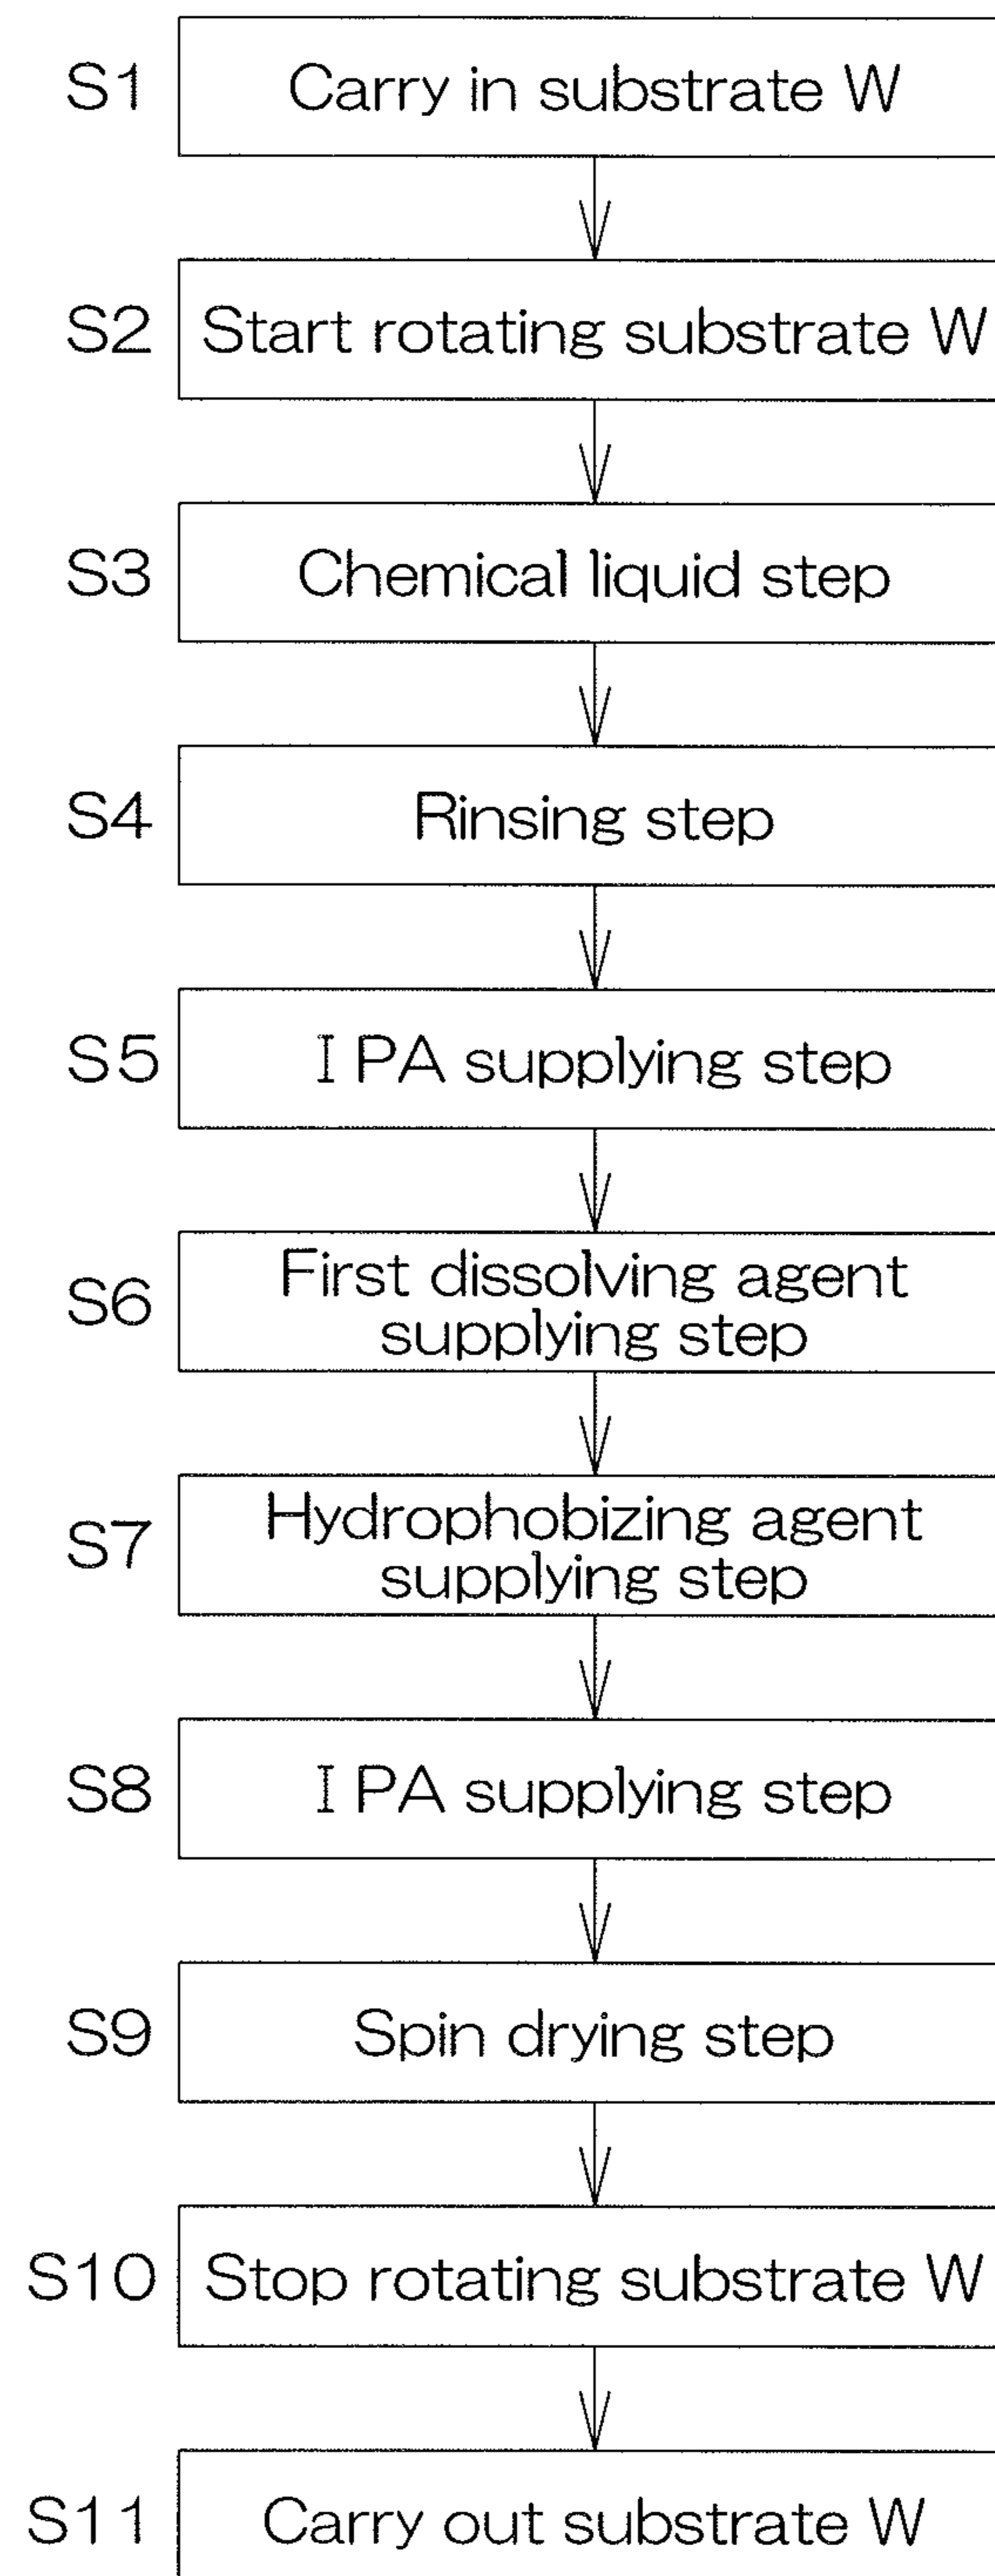 S1 Carry in substrate W
S2 Start rotating substrate W
S3 Chemical liquid step
S4 Rinsing step
S5 IPA supplying step
S6 First dissolving agent
supplying step
S7 Hydrophobizing agent
supplying step
S8 IPA supplying step
S9 Spin drying step
S10 Stop rotating substrate W
S11 Carry out substrate W